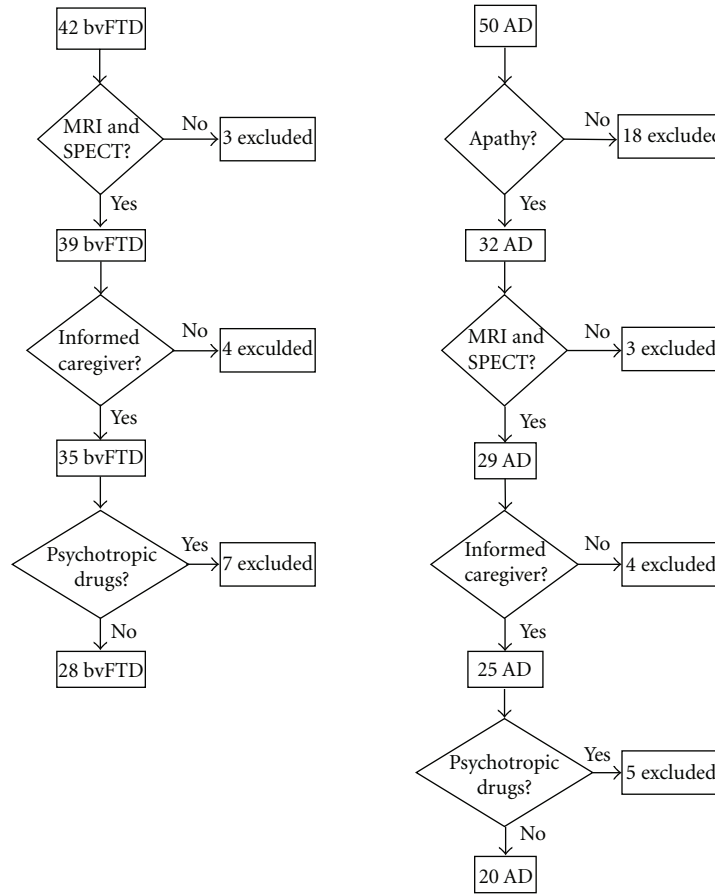 42 bvFTD
MRI and
SPECT?
No
3 excluded
Yes
39 bvFTD
Informed
caregiver?
No
4 exculded
Yes
35 bvFTD
Psychotropic
drugs?
Yes
7 excluded
No
28 bvFTD
50 AD
Apathy?
No
18 excluded
Yes
32 AD
MRI and
SPECT?
No
3 excluded
Yes
29 AD
Informed
caregiver?
No
4 excluded
Yes
25 AD
Psychotropic
drugs?
Yes
5 excluded
No
20 AD